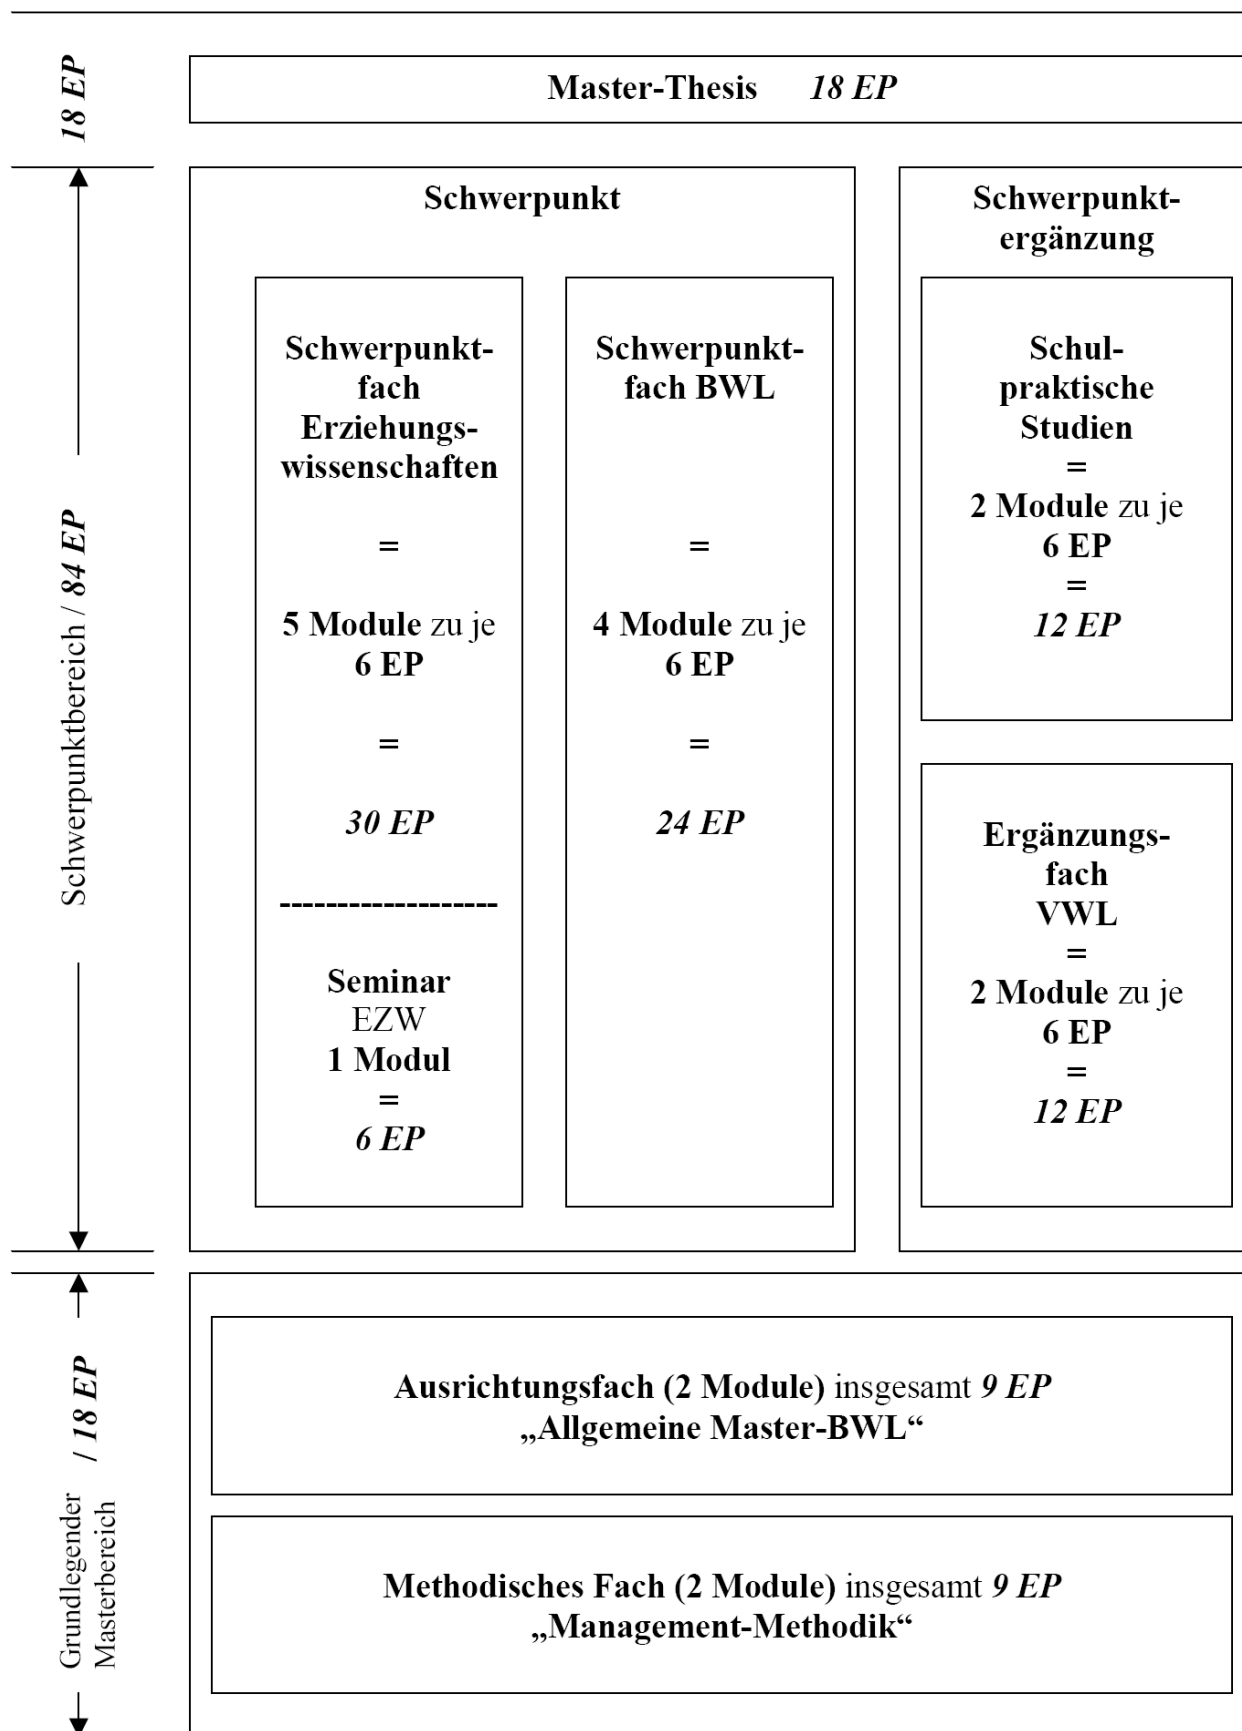 18 EP
Master-Thesis 18 EP
Schwerpunktbereich / 84 EP
Schwerpunkt
Schwerpunkt-
fach
Erziehungs-
wissenschaften
=
5 Module zu je
6 EP
=
30 EP
-------------------
Seminar
EZW
1 Modul
=
6 EP
Schwerpunkt-
fach BWL
=
4 Module zu je
6 EP
=
24 EP
Schwerpunkt-
ergänzung
Schul-
praktische
Studien
=
2 Module zu je
6 EP
=
12 EP
Ergänzungs-
fach
VWL
=
2 Module zu je
6 EP
=
12 EP
Grundlegender
Masterbereich
/ 18 EP
Ausrichtungsfach (2 Module) insgesamt 9 EP
„Allgemeine Master-BWL“
Methodisches Fach (2 Module) insgesamt 9 EP
„Management-Methodik“